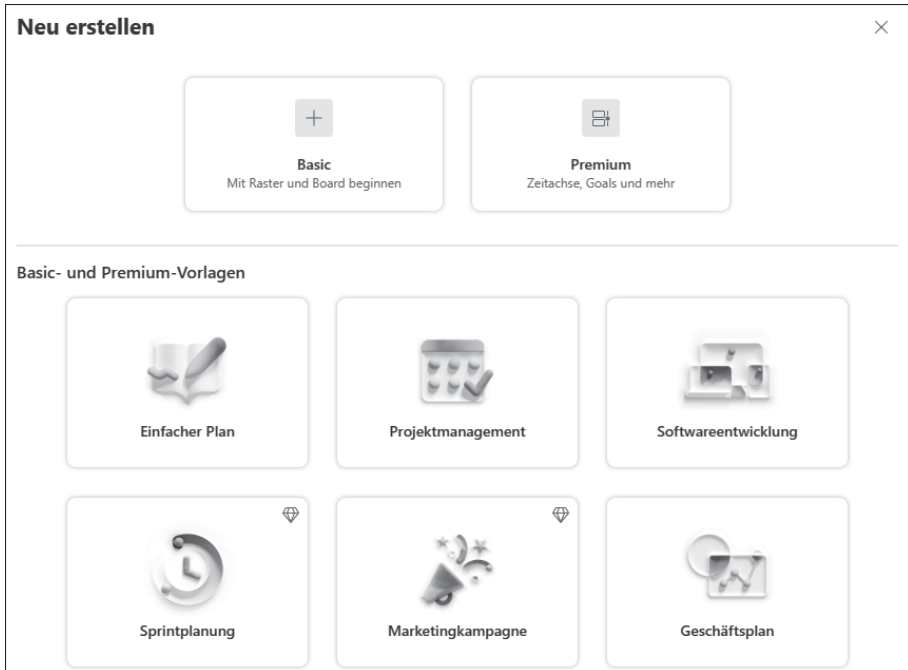 Neu erstellen
Basic
Mit Raster und Board beginnen
Premium
Zeitachse, Goals und mehr
Basic- und Premium-Vorlagen
Einfacher Plan
Projektmanagement
Softwareentwicklung
Sprintplanung
Marketingkampagne
Geschäftsplan